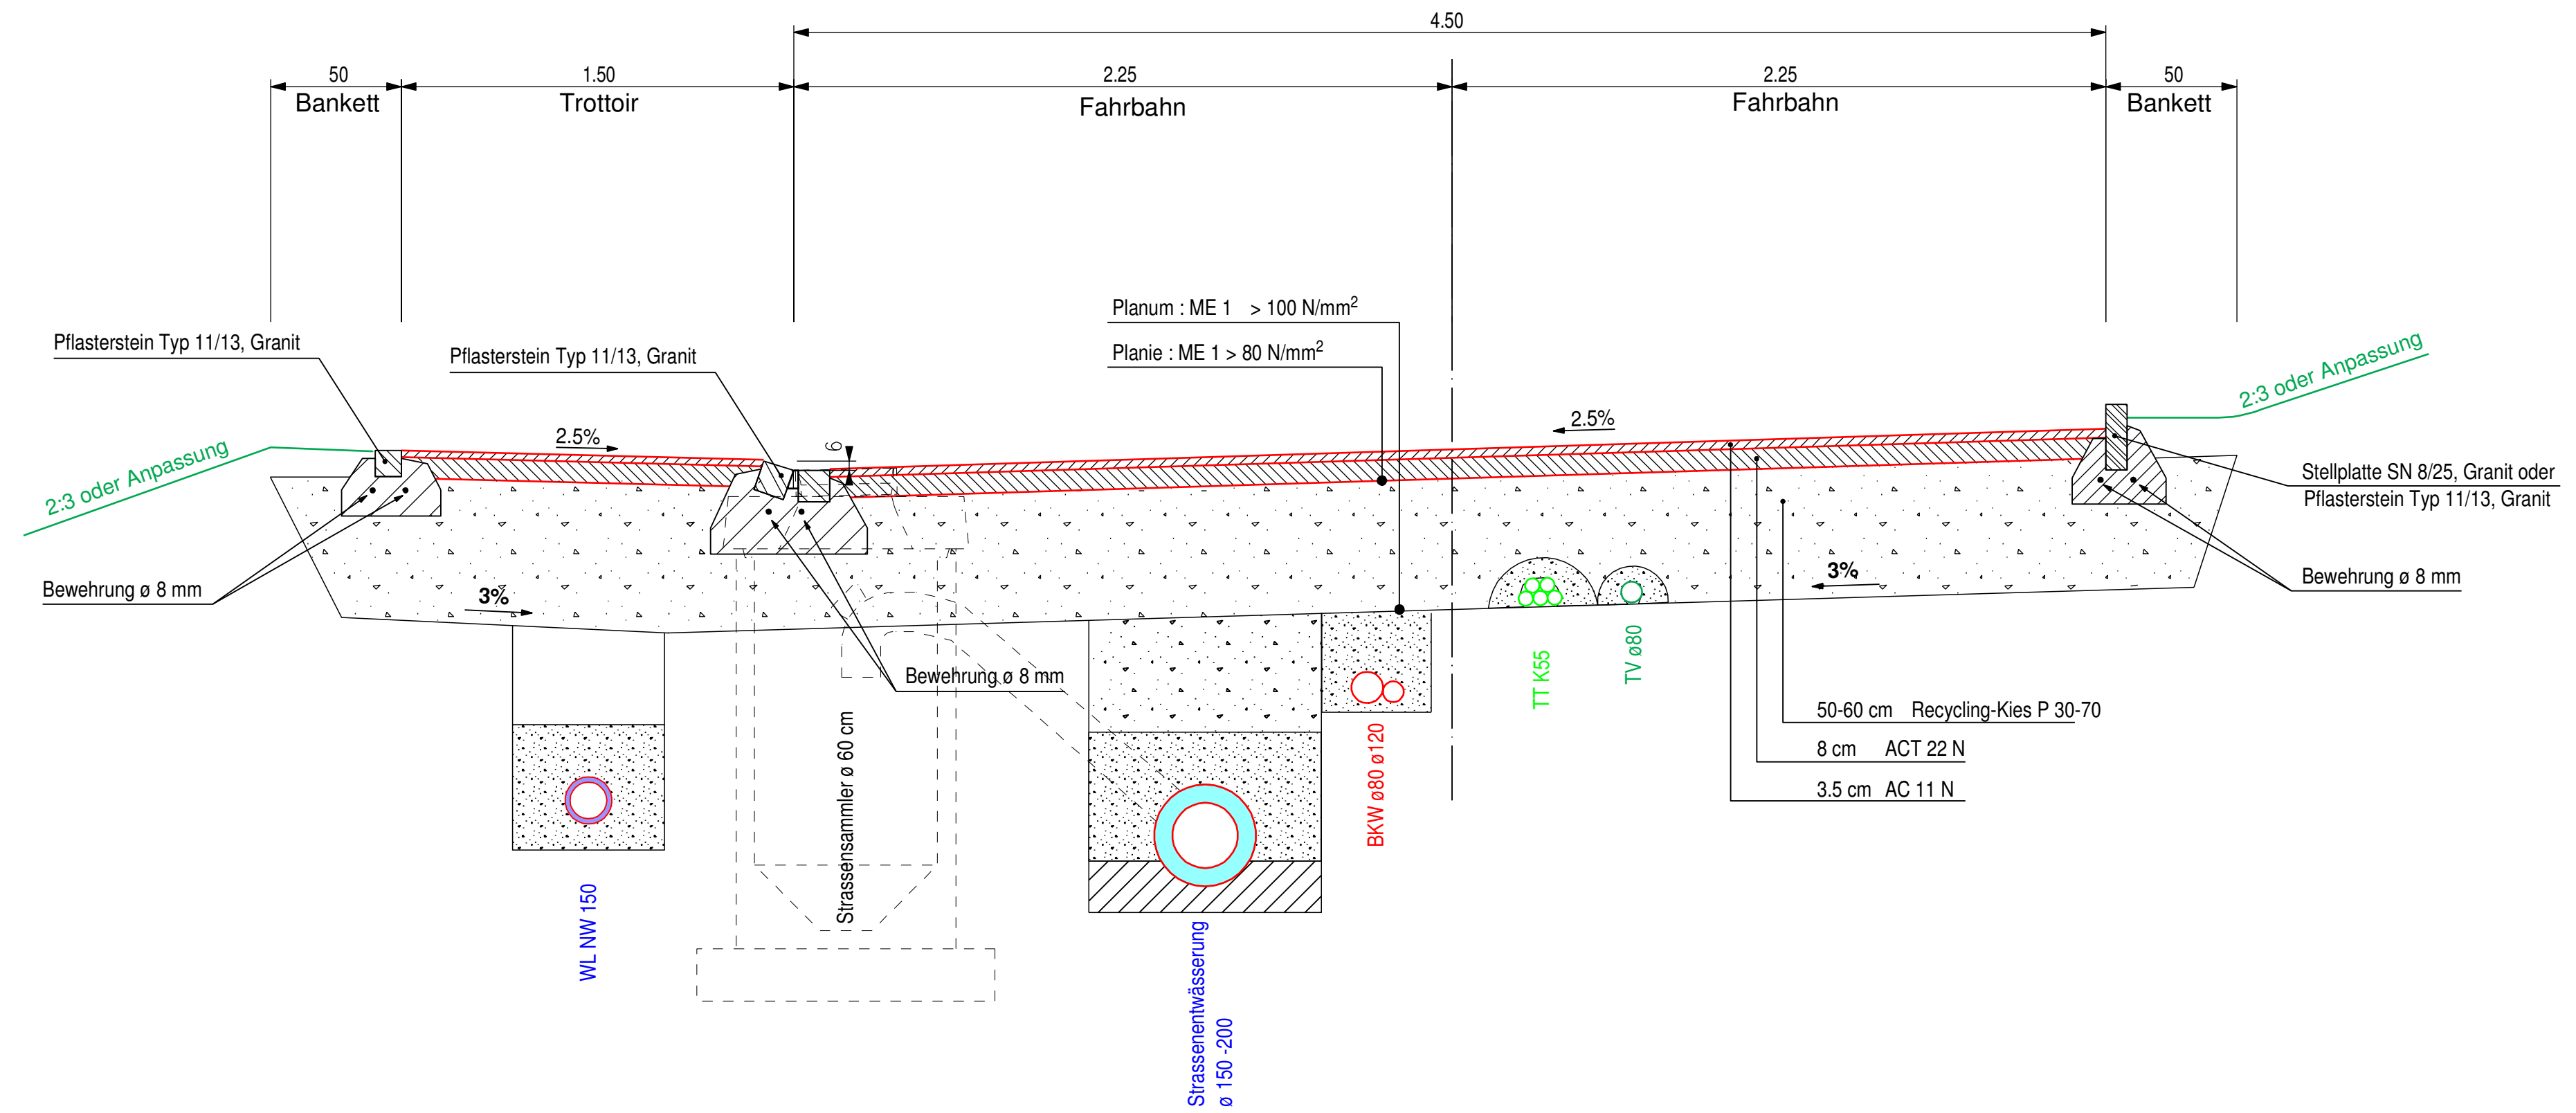 4.50
50
1.50
2.25
2.25
50
Bankett
Trottoir
Fahrbahn
Fahrbahn
Bankett
Planum : ME 1 > 100 N/mm²
Planie : ME 1 > 80 N/mm²
Pflasterstein Typ 11/13, Granit
Pflasterstein Typ 11/13, Granit
2:3 oder Anpassung
2:3 oder Anpassung
2.5%
6
2.5%
Stellplatte SN 8/25, Granit oder
Pflasterstein Typ 11/13, Granit
Bewehrung ø 8 mm
3%
3%
Bewehrung ø 8 mm
Bewehrung ø 8 mm
TT K55
TV ø80
50-60 cm Recycling-Kies P 30-70
8 cm ACT 22 N
3.5 cm AC 11 N
BKW ø80 ø120
Strassensammler ø 60 cm
WL NW 150
Strassenentwässerung
ø 150 -200